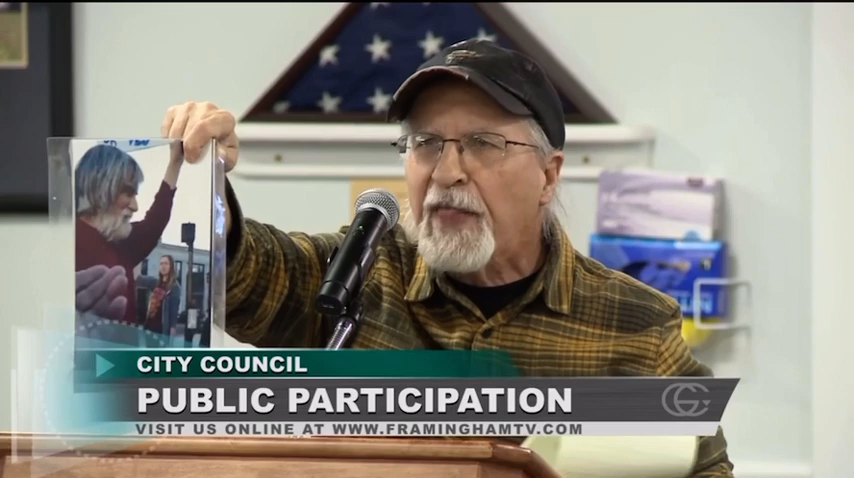 CITY COUNCIL
PUBLIC PARTICIPATION
VISIT US ONLINE AT WWW.FRAMINGHAMTV.COM